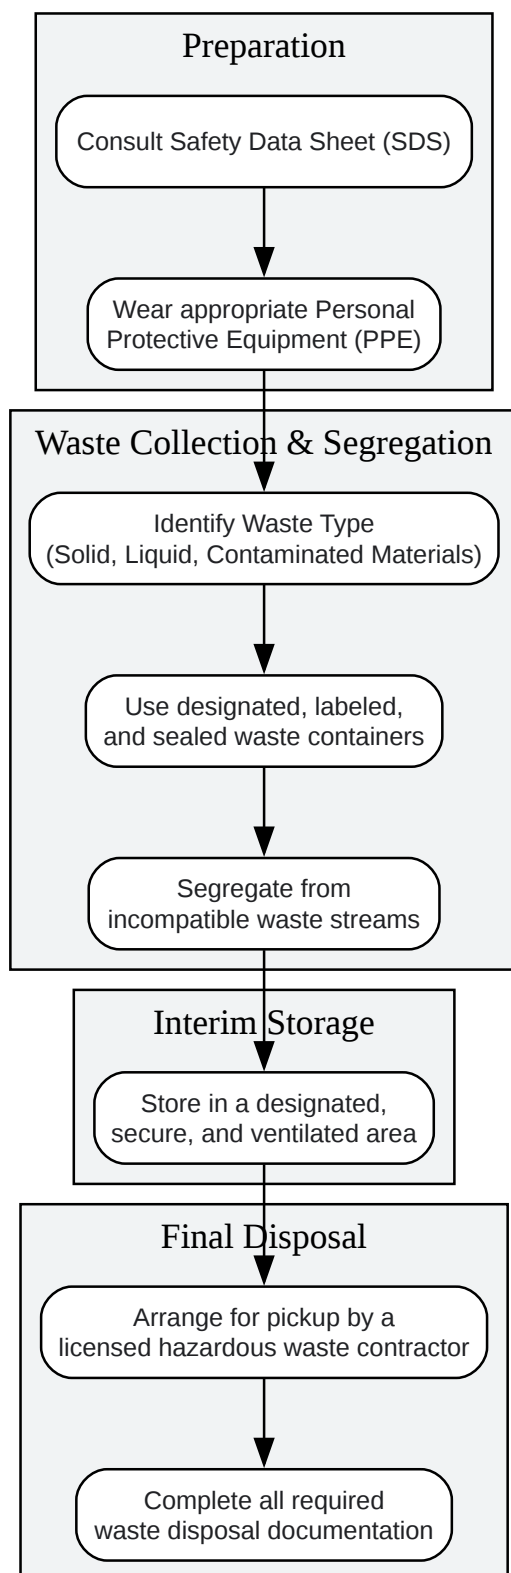 Preparation
Consult Safety Data Sheet (SDS)
Wear appropriate Personal
Protective Equipment (PPE)
Waste Collection & Segregation
Identify Waste Type
(Solid, Liquid, Contaminated Materials)
Use designated, labeled,
and sealed waste containers
Segregate from
incompatible waste streams
Interim Storage
Store in a designated,
secure, and ventilated area
Final Disposal
Arrange for pickup by a
licensed hazardous waste contractor
Complete all required
waste disposal documentation